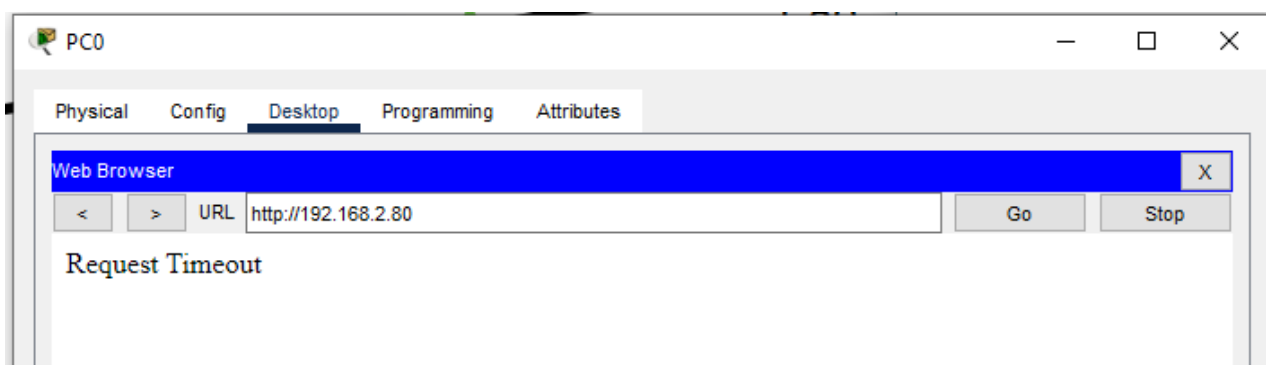 PC0
Physical Config Desktop Programming Attributes
Web Browser X
< > URL http://192.168.2.80 Go Stop
Request Timeout